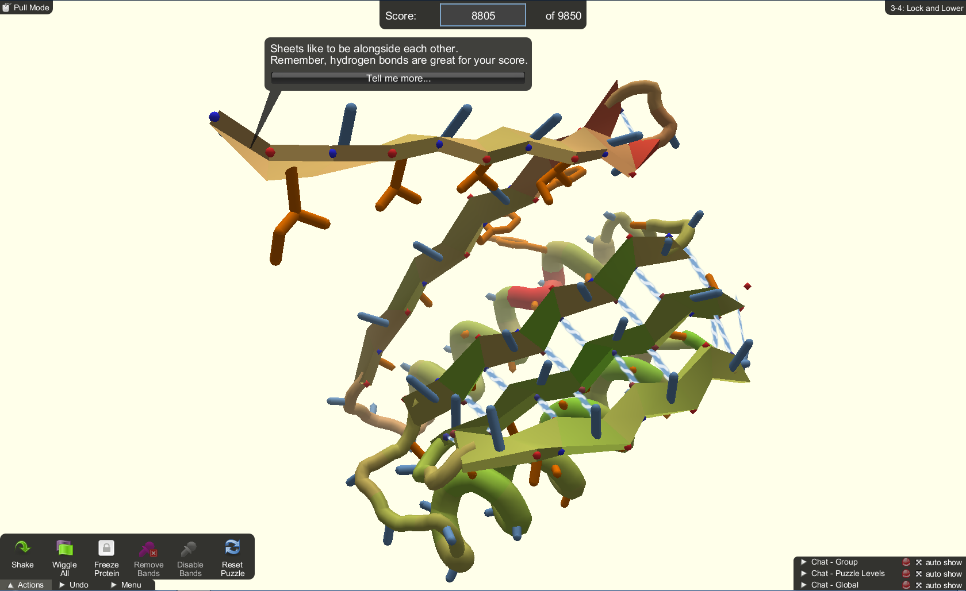 Pull Mode
Score: 8805 of 9850
3-4: Lock and Lower
Sheets like to be alongside each other.
Remember, hydrogen bonds are great for your score.
Tell me more...
Shake
Wiggle All
Freeze Protein
Remove Bands
Disable Bands
Reset Puzzle
Actions
Undo
Menu
Chat - Group auto show
Chat - Puzzle Levels auto show
Chat - Global auto show